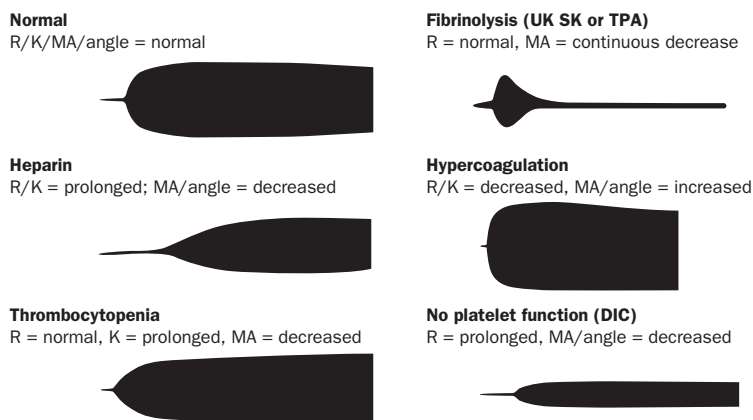 Normal
R/K/MA/angle = normal
Fibrinolysis (UK SK or TPA)
R = normal, MA = continuous decrease
Heparin
R/K = prolonged; MA/angle = decreased
Hypercoagulation
R/K = decreased, MA/angle = increased
Thrombocytopenia
R = normal, K = prolonged, MA = decreased
No platelet function (DIC)
R = prolonged, MA/angle = decreased